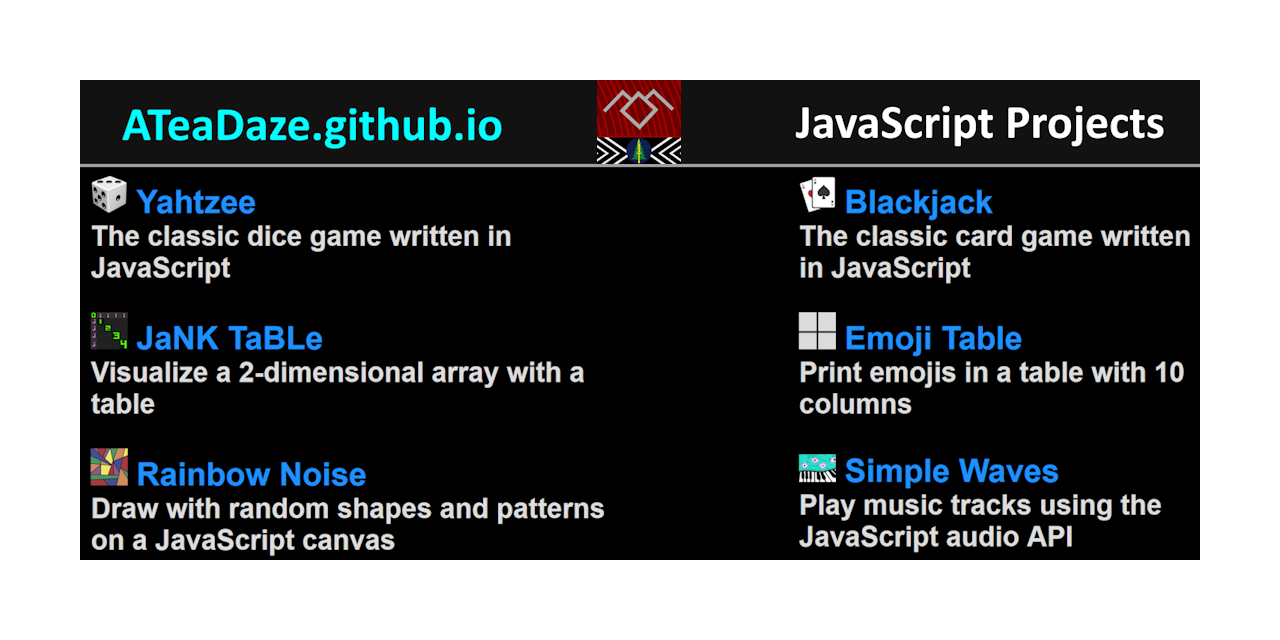 ATeaDaze.github.io
JavaScript Projects
Yahtzee
The classic dice game written in
JavaScript
Blackjack
The classic card game written
in JavaScript
JaNK TaBLe
Visualize a 2-dimensional array with a
table
Emoji Table
Print emojis in a table with 10
columns
Rainbow Noise
Draw with random shapes and patterns
on a JavaScript canvas
Simple Waves
Play music tracks using the
JavaScript audio API